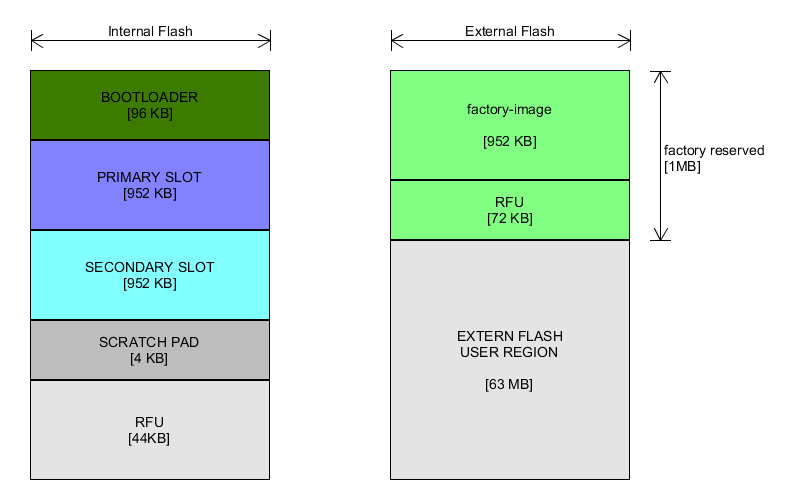 Internal Flash
BOOTLOADER
[96 KB]
PRIMARY SLOT
[952 KB]
SECONDARY SLOT
[952 KB]
SCRATCH PAD
[4 KB]
RFU
[44KB]
External Flash
factory-image
[952 KB]
RFU
[72 KB]
EXTERN FLASH
USER REGION
[63 MB]
factory reserved
[1MB]